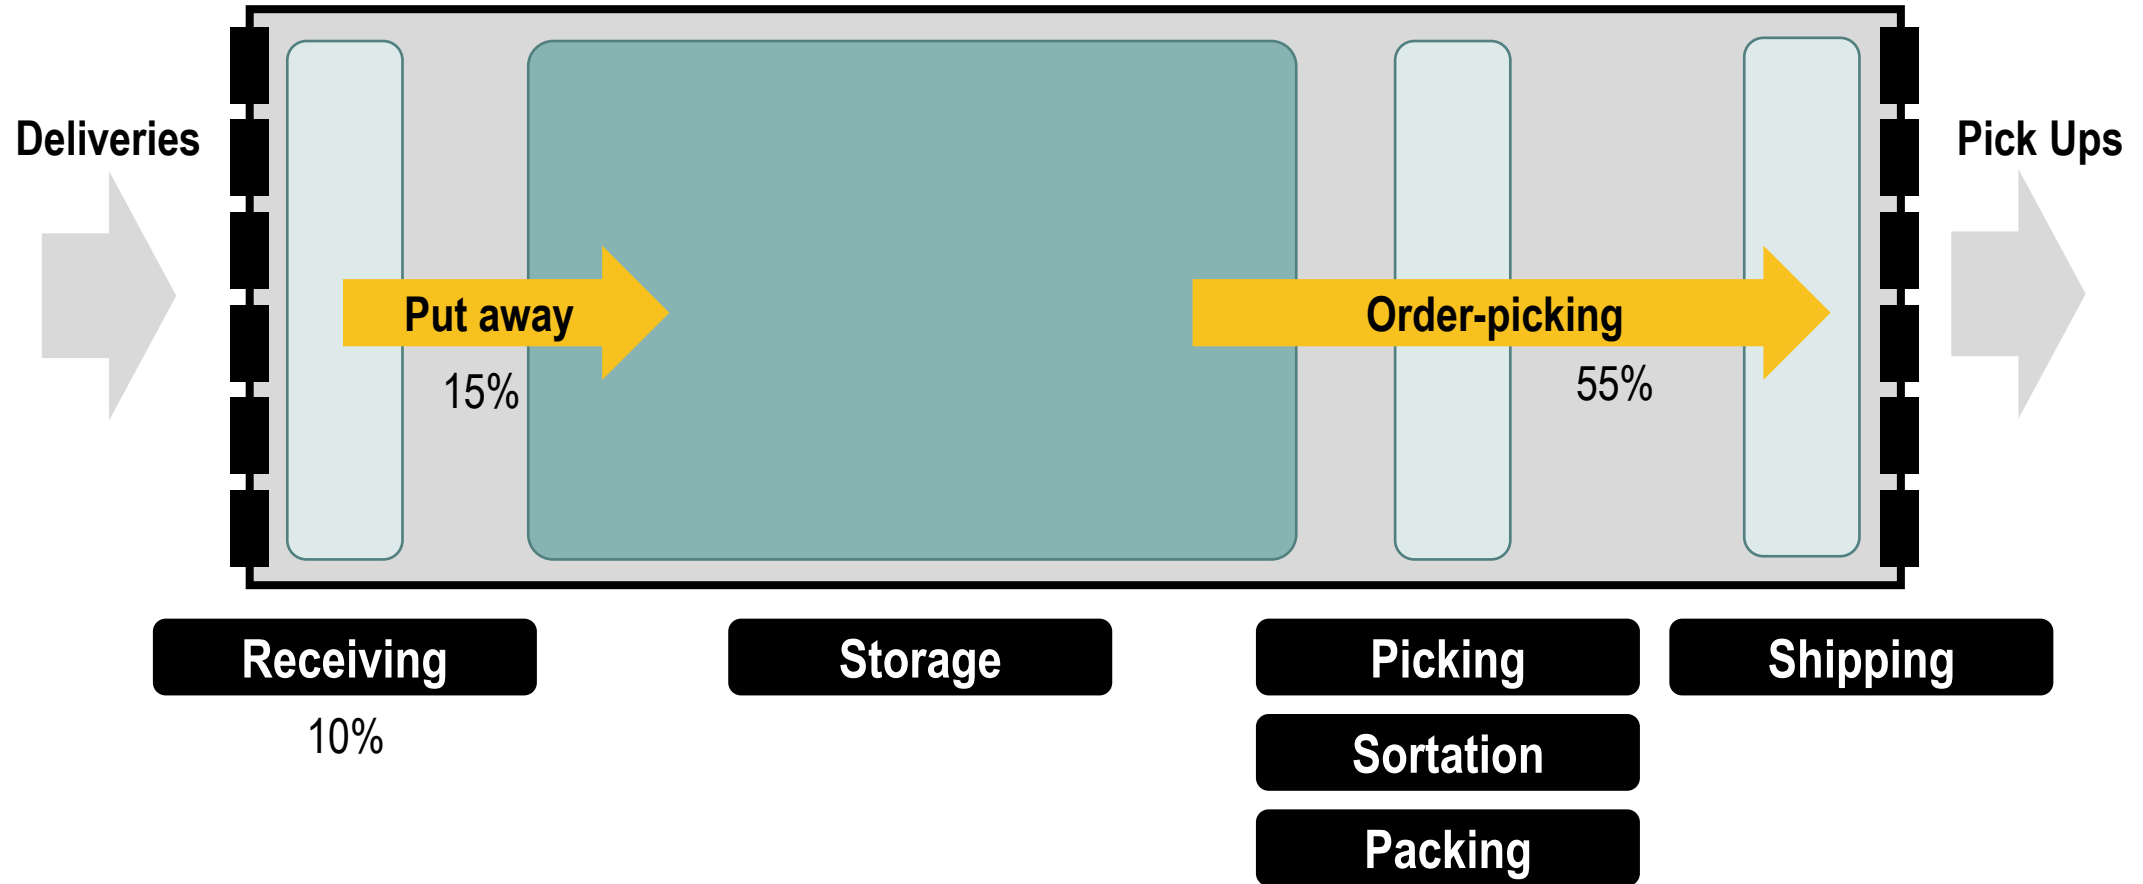 Deliveries
Pick Ups
Put away
Order-picking
15%
55%
Receiving
Storage
Picking
Shipping
10%
Sortation
Packing